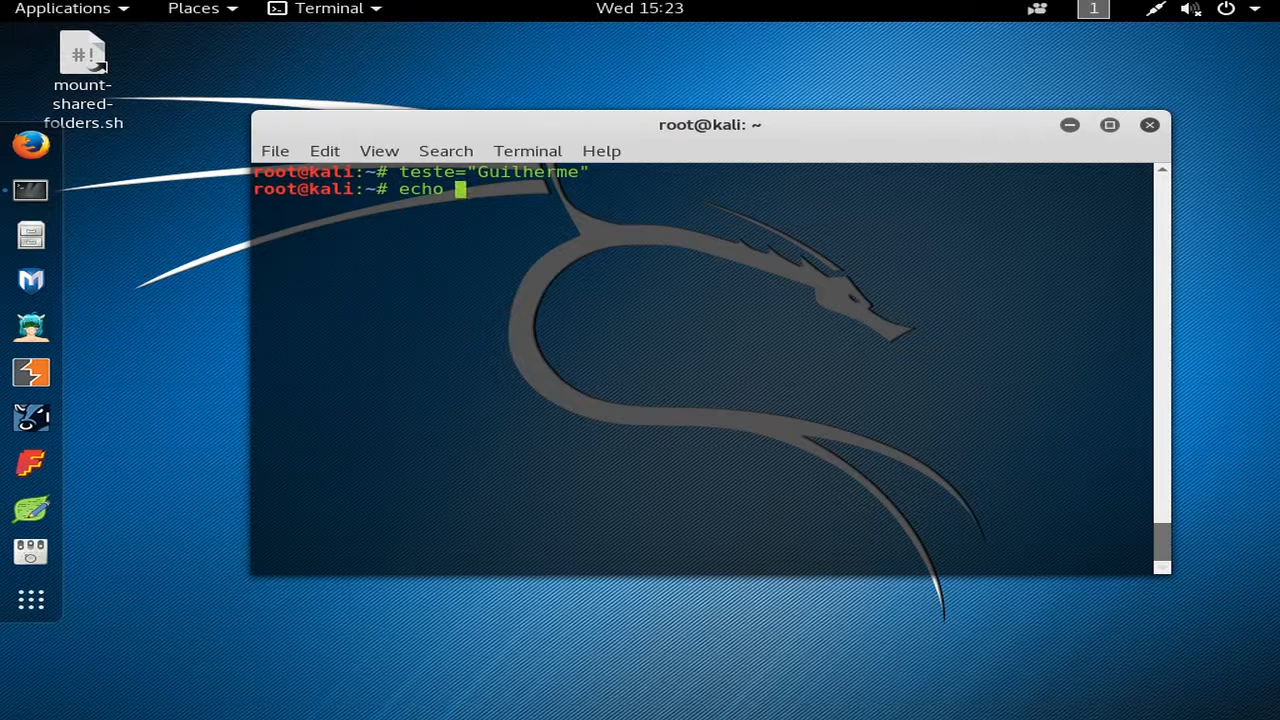 Applications Places Terminal Wed 15:23 1
#!
mount-
shared-
folders.sh
root@kali: ~
File Edit View Search Terminal Help
root@kali:~# teste="Guilherme"
root@kali:~# echo